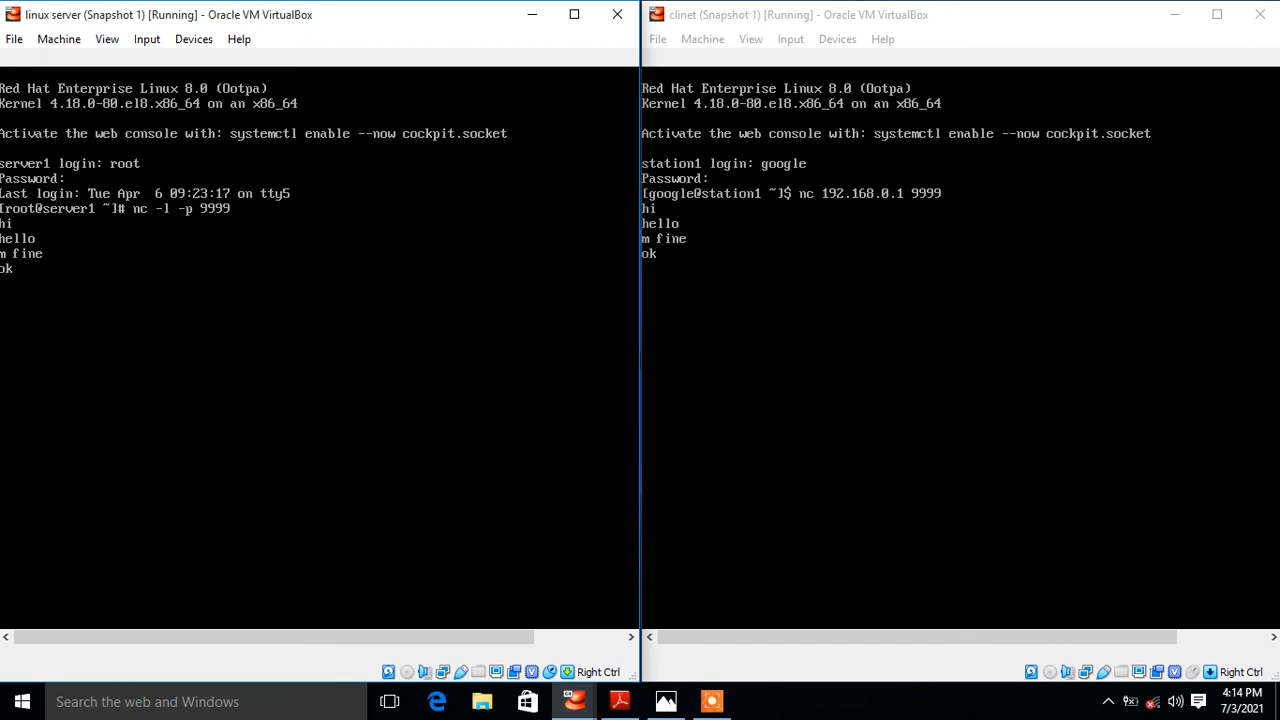 linux server (Snapshot 1) [Running] - Oracle VM VirtualBox
File Machine View Input Devices Help
Red Hat Enterprise Linux 8.0 (Ootpa)
Kernel 4.18.0-80.el8.x86_64 on an x86_64
Activate the web console with: systemctl enable --now cockpit.socket
server1 login: root
Password:
Last login: Tue Apr  6 09:23:17 on tty5
[root@server1 ~]# nc -l -p 9999
hi
hello
m fine
ok
Right Ctrl
clinet (Snapshot 1) [Running] - Oracle VM VirtualBox
File Machine View Input Devices Help
Red Hat Enterprise Linux 8.0 (Ootpa)
Kernel 4.18.0-80.el8.x86_64 on an x86_64
Activate the web console with: systemctl enable --now cockpit.socket
station1 login: google
Password:
[google@station1 ~]$ nc 192.168.0.1 9999
hi
hello
m fine
ok
Right Ctrl
Search the web and Windows
4:14 PM
7/3/2021